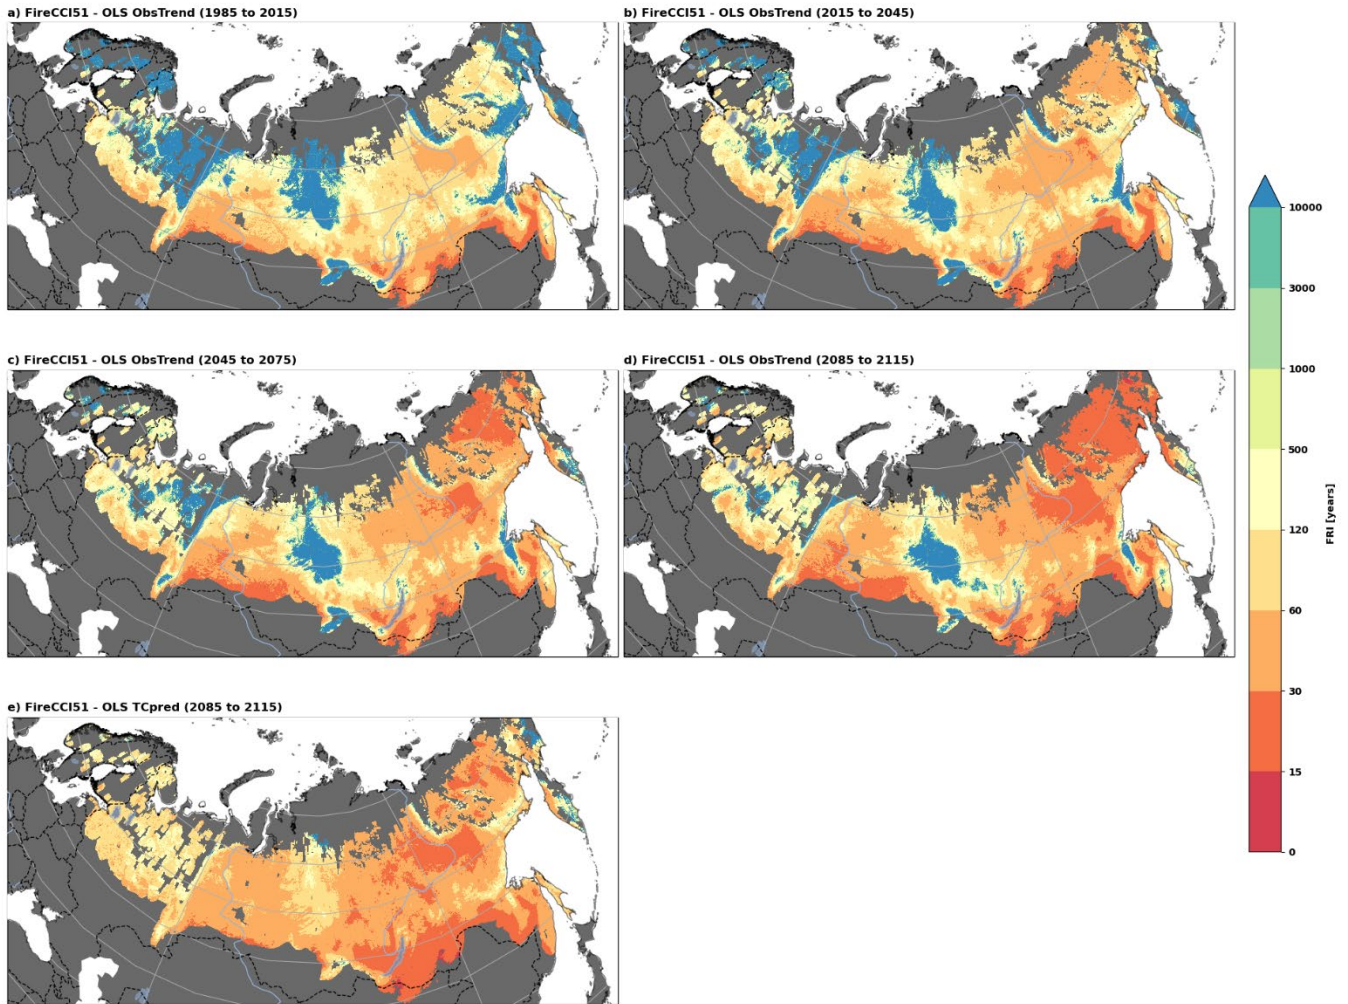 a) FireCCI51 - OLS ObsTrend (1985 to 2015)
b) FireCCI51 - OLS ObsTrend (2015 to 2045)
10000
3000
1000
500
120
60
30
15
0
FRI [years]
c) FireCCI51 - OLS ObsTrend (2045 to 2075)
d) FireCCI51 - OLS ObsTrend (2085 to 2115)
e) FireCCI51 - OLS TCpred (2085 to 2115)